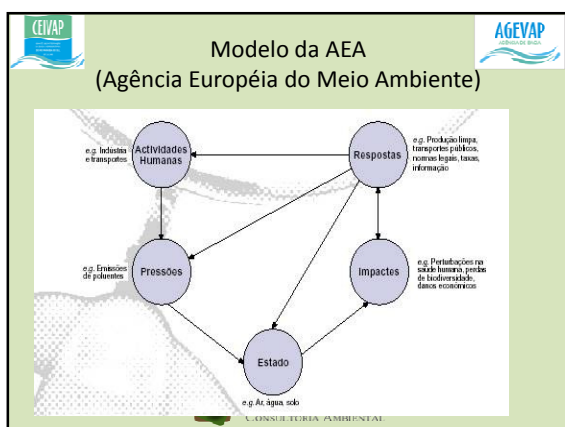 CEIVAP
AGEVAP
AGÊNCIA DE BACIA
Modelo da AEA
(Agência Européia do Meio Ambiente)
e.g. Indústria
e transportes
Actividades
Humanas
Respostas
e.g. Produção limpa,
transportes públicos,
normas legais, taxas,
informação
e.g. Emissões
de poluentes
Pressões
Impactes
e.g. Perturbações na
saúde humana, perdas
de biodiversidade,
danos económicos
Estado
e.g. Ar, água, solo
CONSULTORIA AMBIENTAL